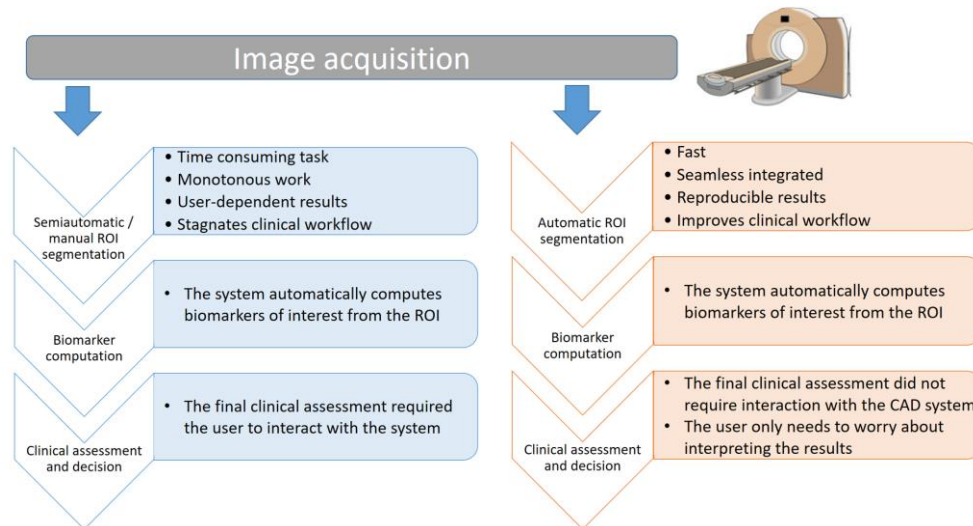 Image acquisition
• Time consuming task
• Monotonous work
• User-dependent results
• Stagnates clinical workflow
Semiautomatic /
manual ROI
segmentation
• The system automatically computes
biomarkers of interest from the ROI
Biomarker
computation
• The final clinical assessment required
the user to interact with the system
Clinical assessment
and decision
• Fast
• Seamless integrated
• Reproducible results
• Improves clinical workflow
Automatic ROI
segmentation
• The system automatically computes
biomarkers of interest from the ROI
Biomarker
computation
• The final clinical assessment did not
require interaction with the CAD system
• The user only needs to worry about
interpreting the results
Clinical assessment
and decision